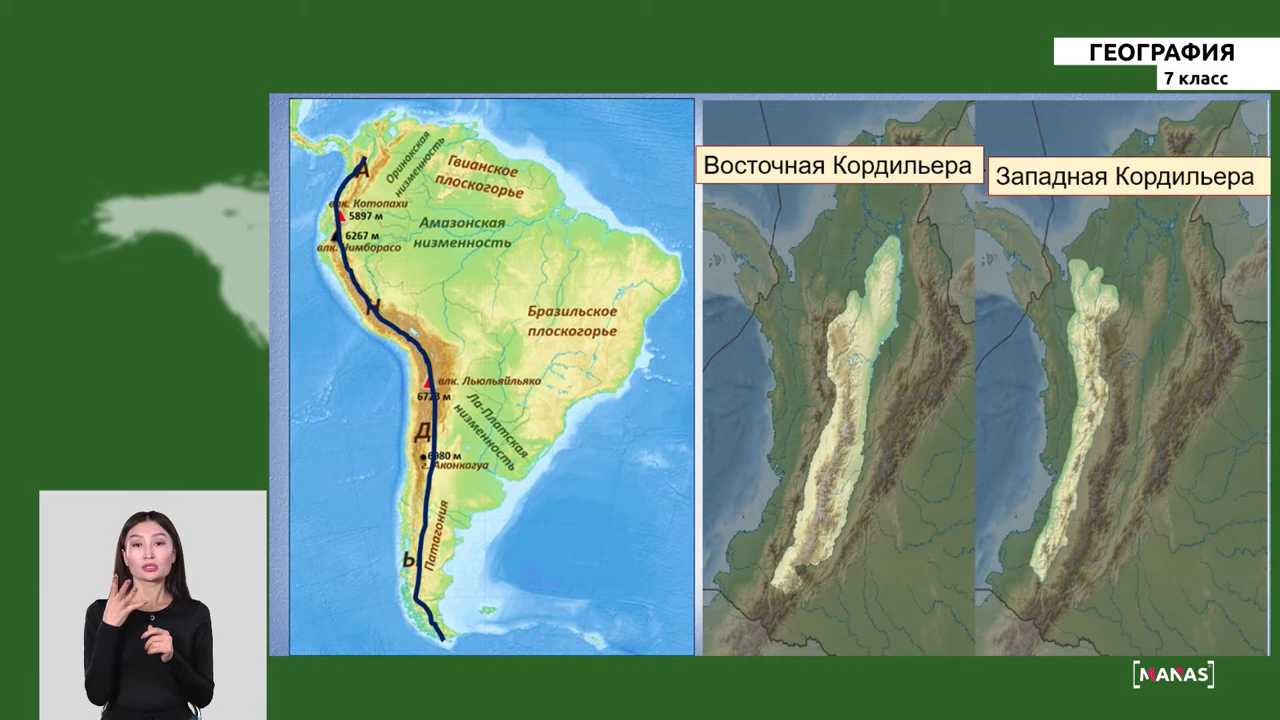 ГЕОГРАФИЯ
7 класс
Оринокская
низменность
Гвианское
плоскогорье
А
влк. Котопахи
5897 м
6267 м
влк. Чимборасо
Амазонская
низменность
Н
Бразильское
плоскогорье
влк. Льюльяйльяко
6723 м
Ла-Платская
низменность
Д
6980 м
г. Аконкагуа
Патагония
Ы
Восточная Кордильера
Западная Кордильера
[MANAS]